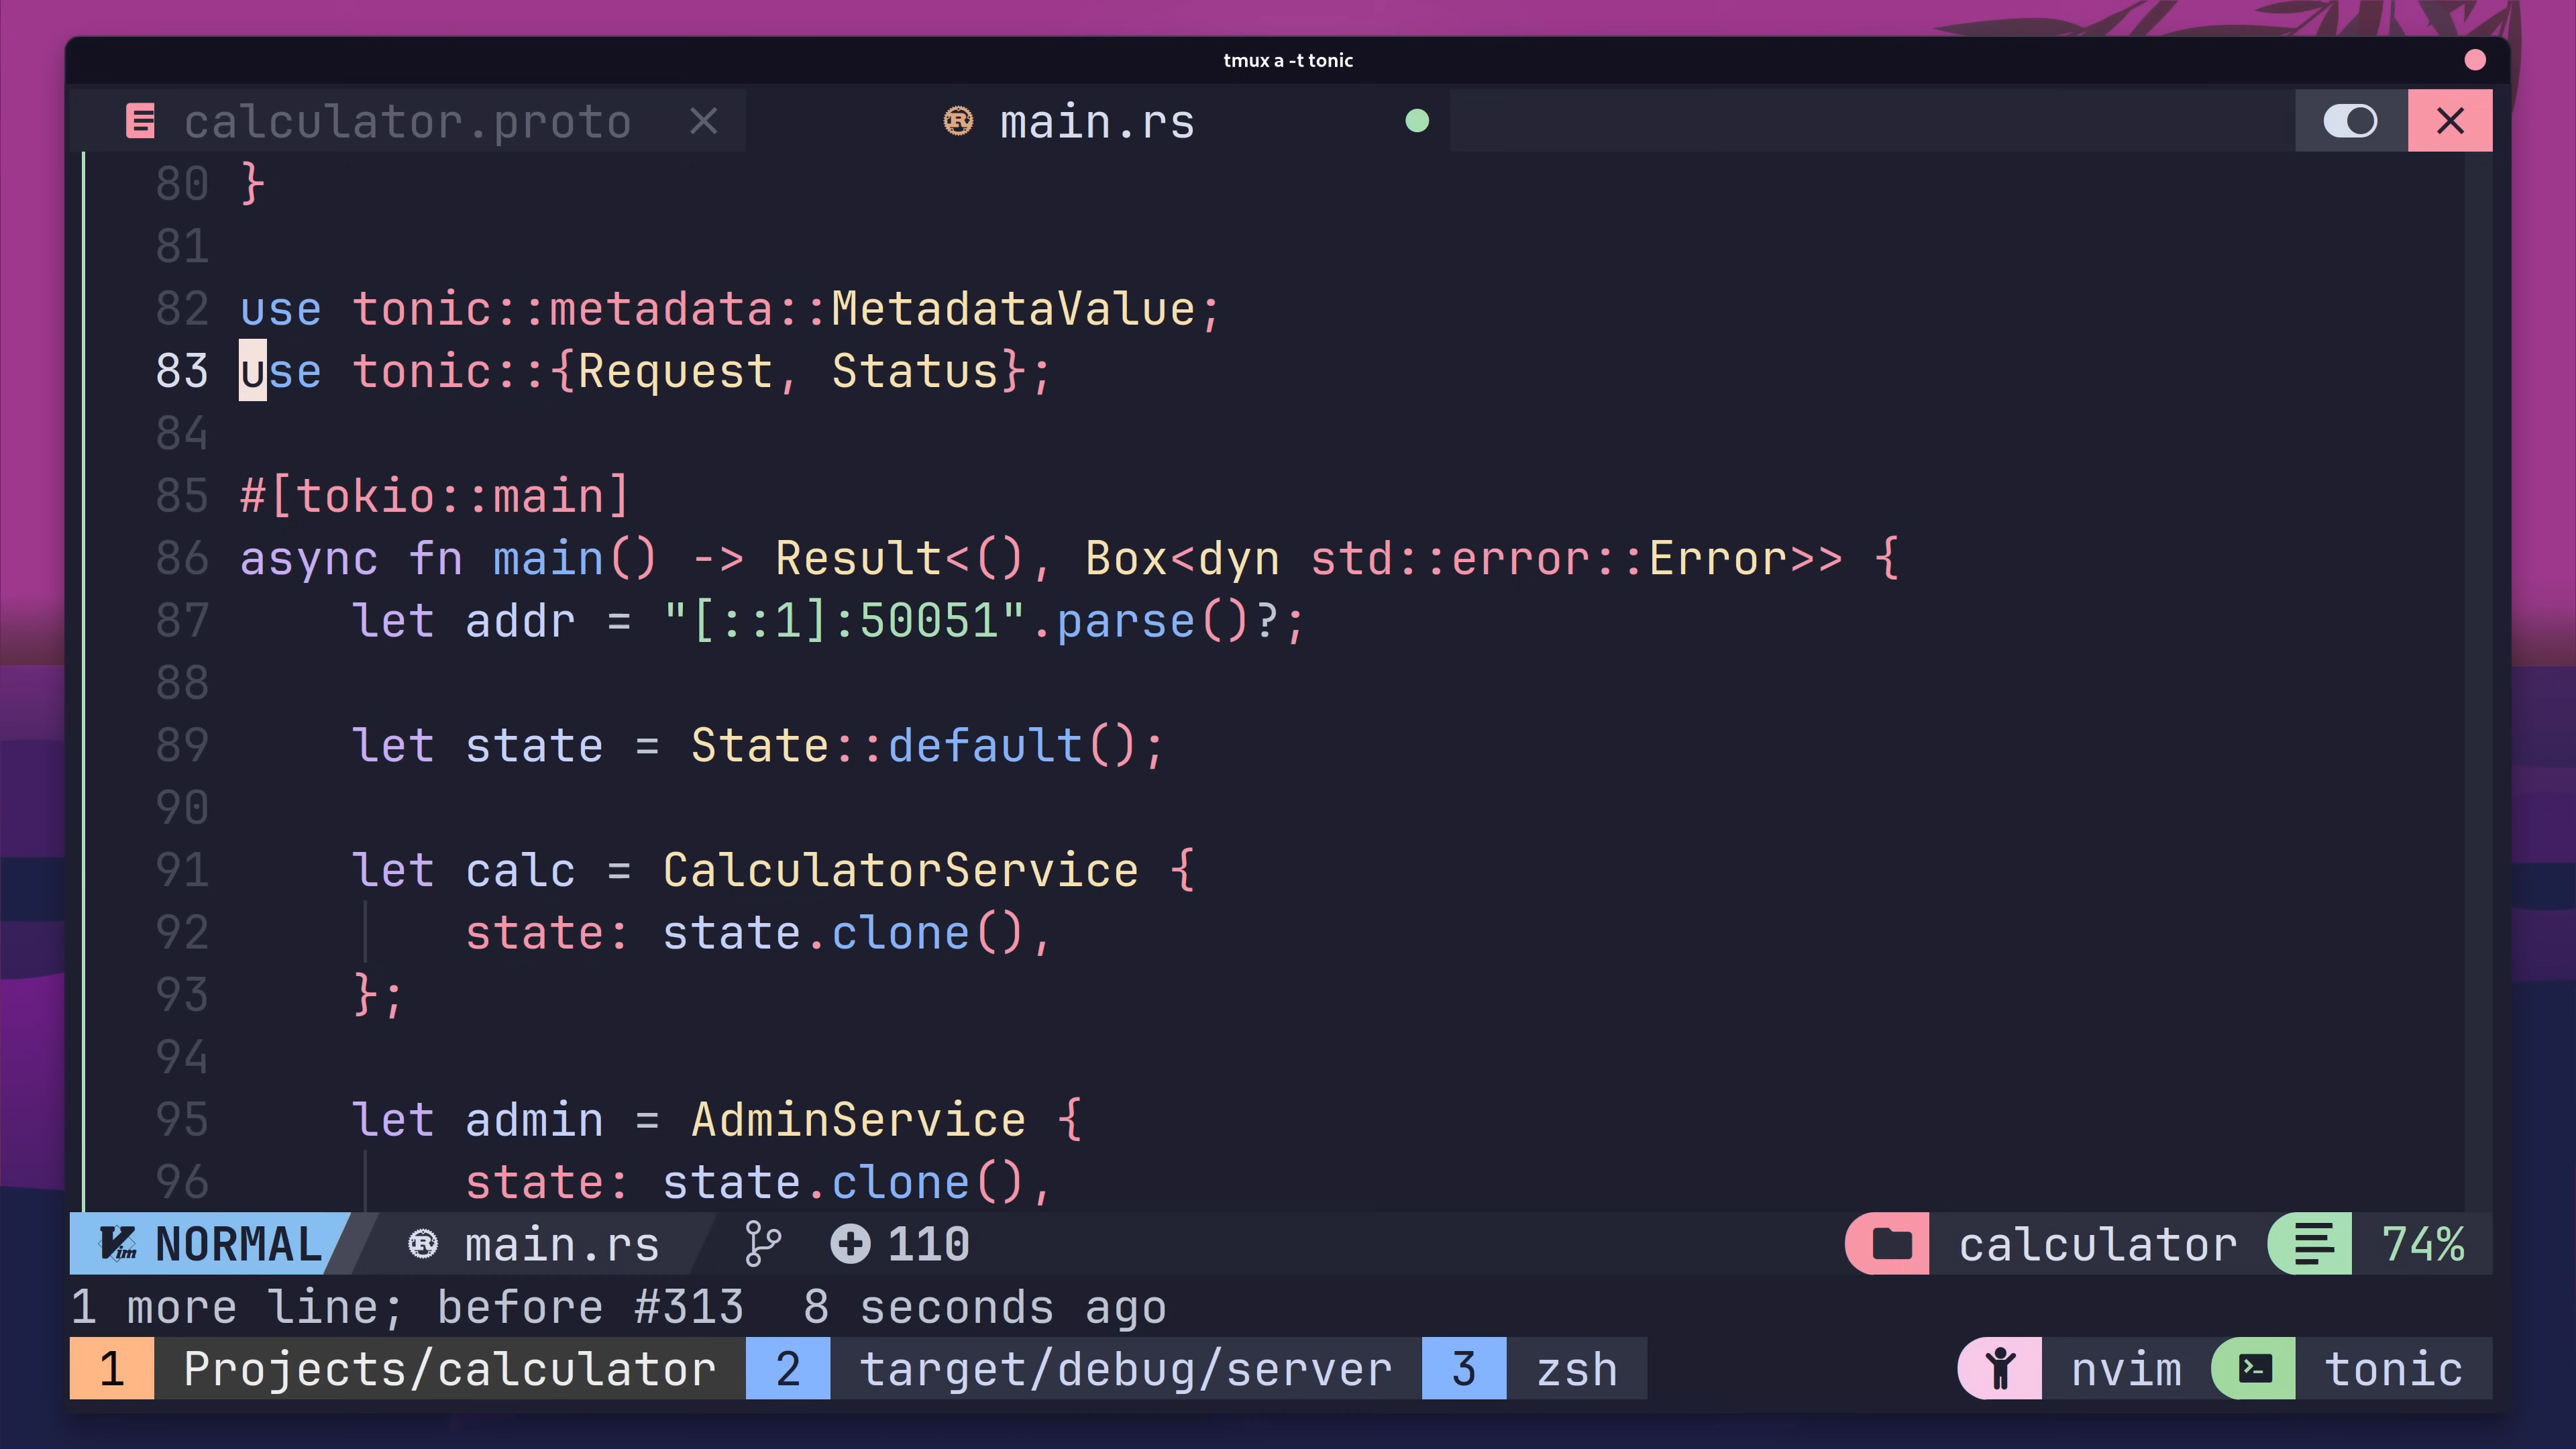 tmux a -t tonic
calculator.proto main.rs
80 }
81
82 use tonic::metadata::MetadataValue;
83 use tonic::{Request, Status};
84
85 #[tokio::main]
86 async fn main() -> Result<(), Box<dyn std::error::Error>> {
87     let addr = "[::1]:50051".parse()?;
88
89     let state = State::default();
90
91     let calc = CalculatorService {
92         state: state.clone(),
93     };
94
95     let admin = AdminService {
96         state: state.clone(),
Vim NORMAL main.rs 110 calculator 74%
1 more line; before #313  8 seconds ago
1 Projects/calculator 2 target/debug/server 3 zsh nvim tonic